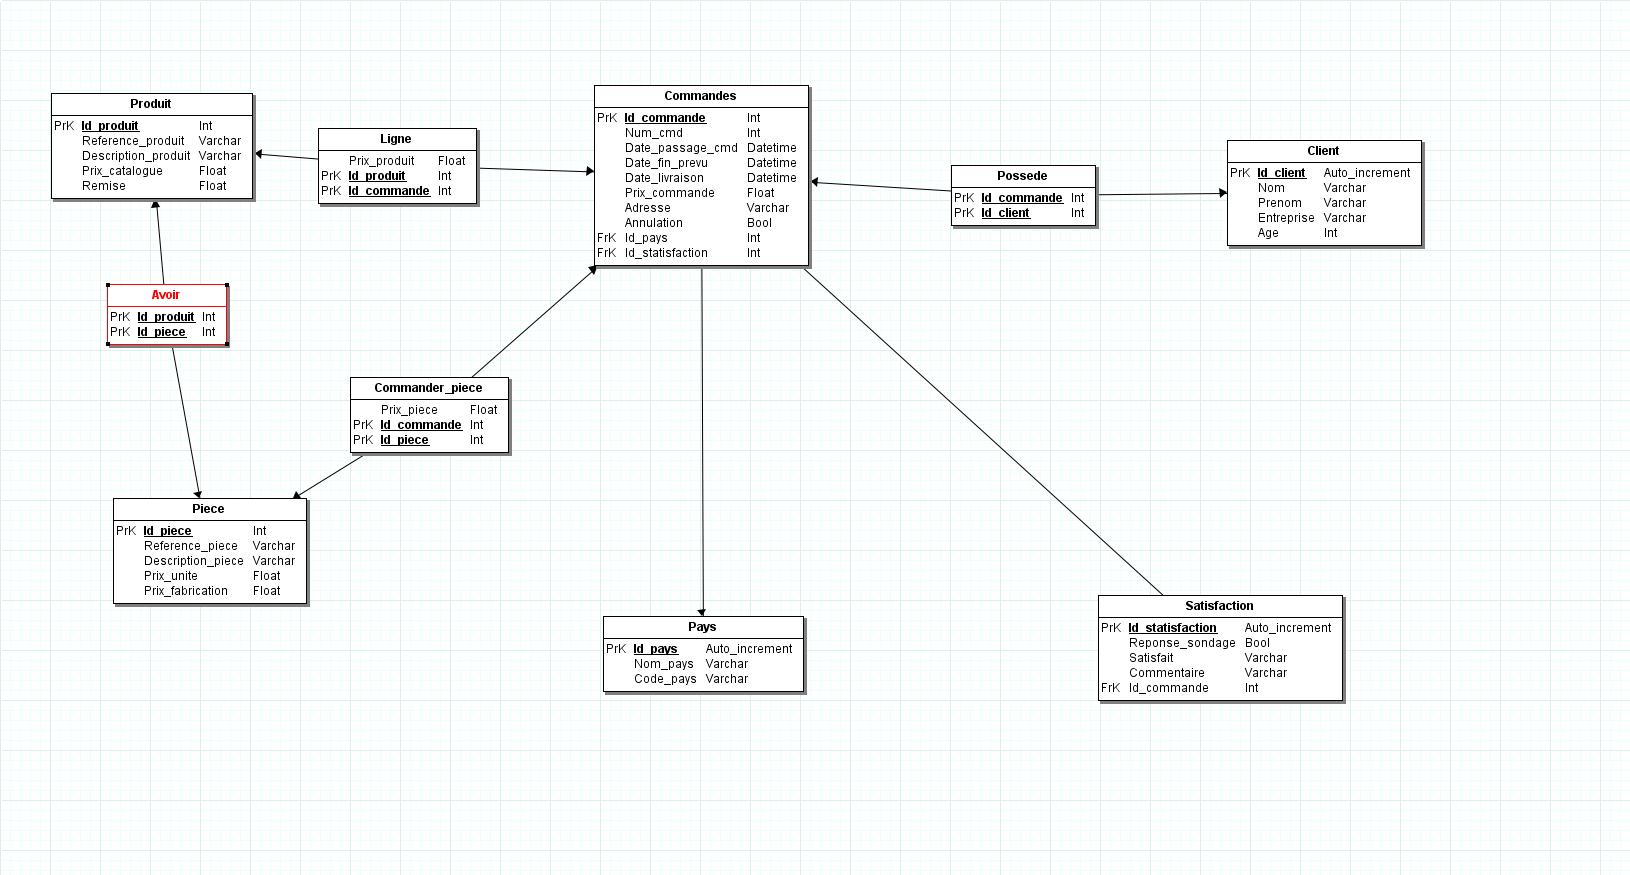 Produit
PrK Id_produit Int
Reference_produit Varchar
Description_produit Varchar
Prix_catalogue Float
Remise Float
Ligne
Prix_produit Float
PrK Id_produit Int
PrK Id_commande Int
Commandes
PrK Id_commande Int
Num_cmd Int
Date_passage_cmd Datetime
Date_fin_prevu Datetime
Date_livraison Datetime
Prix_commande Float
Adresse Varchar
Annulation Bool
FrK Id_pays Int
FrK Id_statisfaction Int
Possede
PrK Id_commande Int
PrK Id_client Int
Client
PrK Id_client Auto_increment
Nom Varchar
Prenom Varchar
Entreprise Varchar
Age Int
Avoir
PrK Id_produit Int
PrK Id_piece Int
Commander_piece
Prix_piece Float
PrK Id_commande Int
PrK Id_piece Int
Piece
PrK Id_piece Int
Reference_piece Varchar
Description_piece Varchar
Prix_unite Float
Prix_fabrication Float
Pays
PrK Id_pays Auto_increment
Nom_pays Varchar
Code_pays Varchar
Satisfaction
PrK Id_statisfaction Auto_increment
Reponse_sondage Bool
Satisfait Varchar
Commentaire Varchar
FrK Id_commande Int